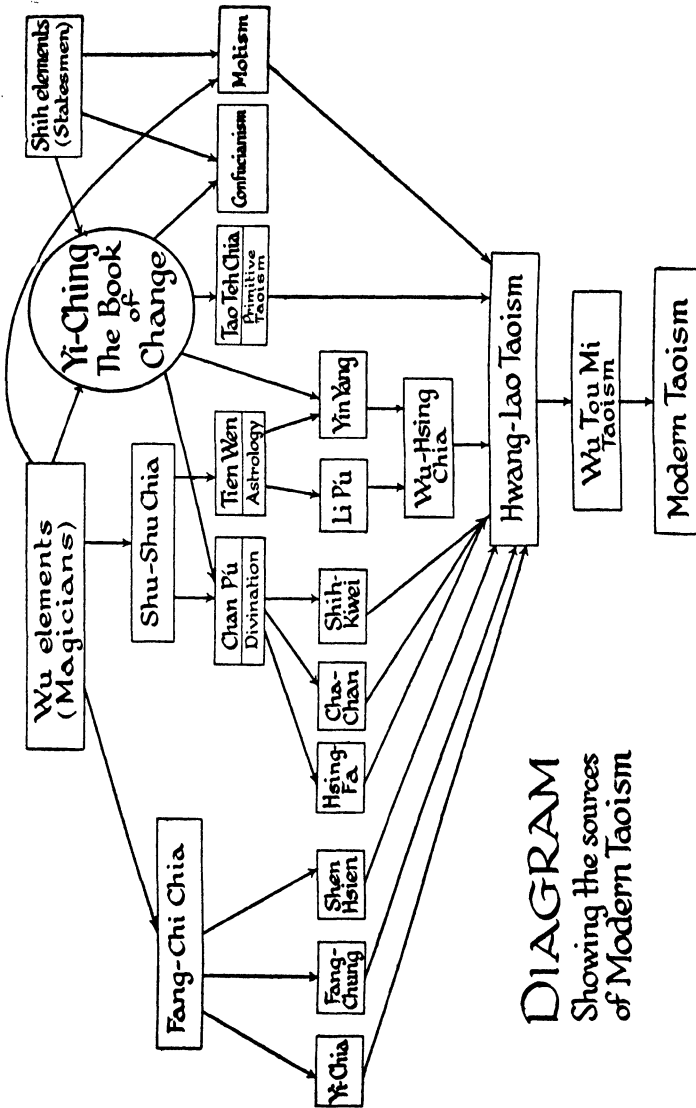 Wu elements
(Magicians)
Shih elements
(Statesmen)
Yi-Ching
The Book
of
Change
Fang-Chi Chia
Shu-Shu Chia
Chan P'u
Divination
Tien Wen
Astrology
Tao Teh Chia
Primitive
Taoism
Confucianism
Motism
Yi-Chia
Fang-
Chung
Shen
Hsien
Hsing-
Fa
Cha-
Chan
Shih-
Kwei
Li P'u
Yin Yang
Wu-Hsing
Chia
Hwang-Lao Taoism
Wu Tou Mi
Taoism
Modern Taoism
DIAGRAM
Showing the sources
of Modern Taoism